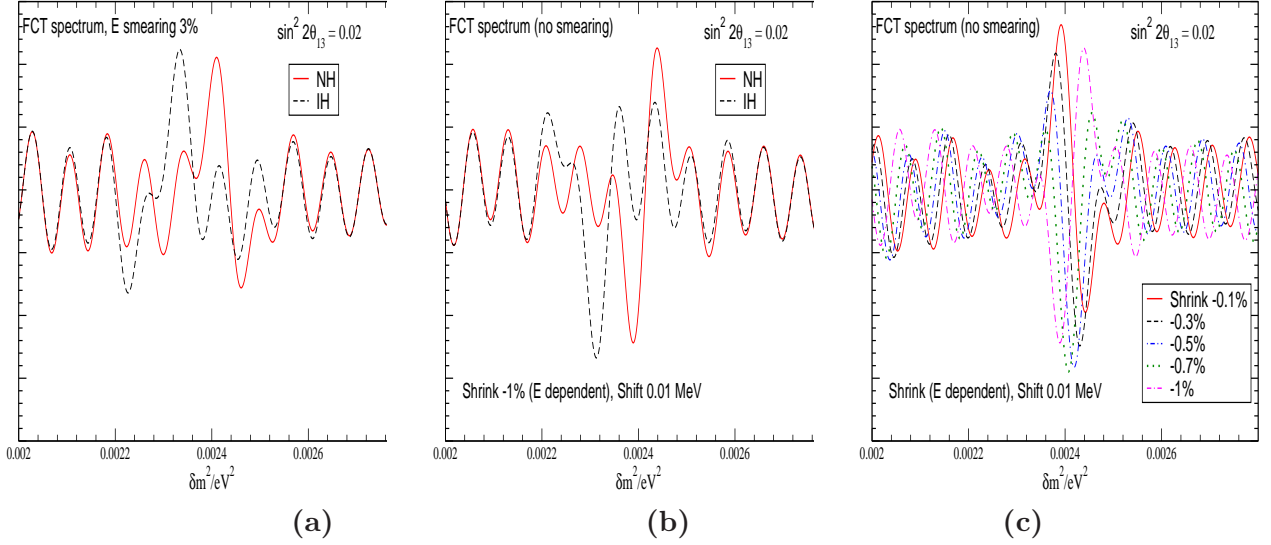 FCT spectrum, E smearing 3%
sin² 2θ₁₃ = 0.02
NH
IH
0.002
0.0022
0.0024
0.0026
δm²/eV²
(a)
FCT spectrum (no smearing)
sin² 2θ₁₃ = 0.02
NH
IH
Shrink -1% (E dependent), Shift 0.01 MeV
0.002
0.0022
0.0024
0.0026
δm²/eV²
(b)
FCT spectrum (no smearing)
sin² 2θ₁₃ = 0.02
Shrink -0.1%
-0.3%
-0.5%
-0.7%
-1%
Shrink (E dependent), Shift 0.01 MeV
0.002
0.0022
0.0024
0.0026
δm²/eV²
(c)